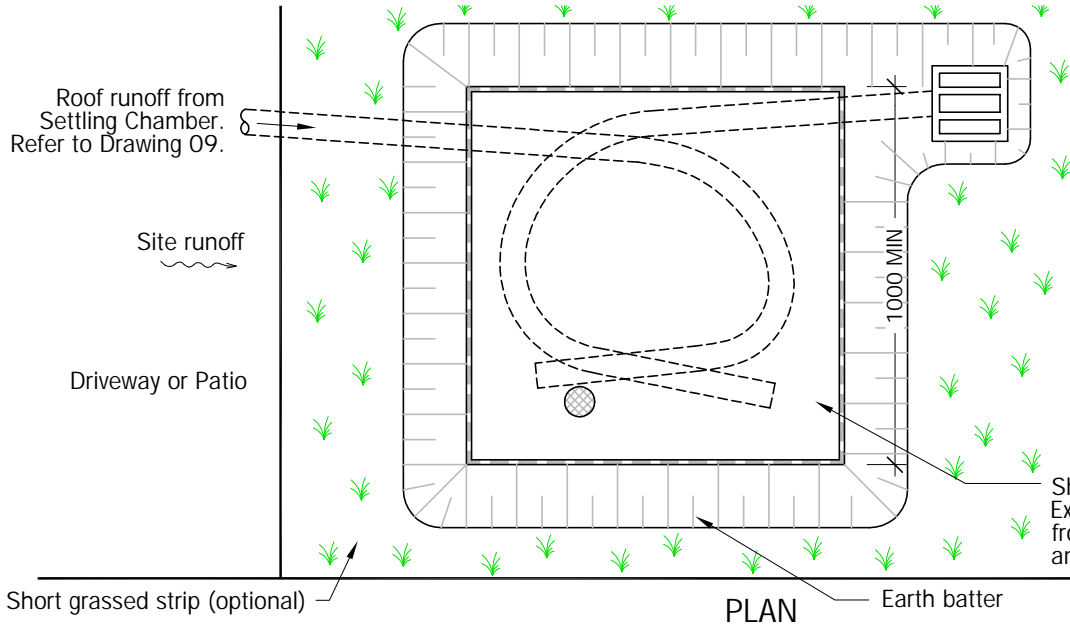 Roof runoff from
Settling Chamber.
Refer to Drawing 09.
Site runoff
1000 MIN
Driveway or Patio
fro
Short grassed strip (optional)
Earth batter
PLAN